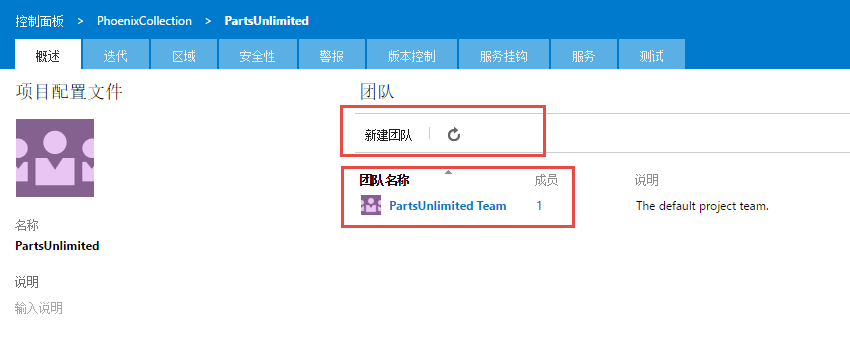 控制面板 > PhoenixCollection > PartsUnlimited
概述 迭代 区域 安全性 警报 版本控制 服务挂钩 服务 测试
项目配置文件
名称
PartsUnlimited
说明
输入说明
团队
新建团队
团队名称 成员 说明
PartsUnlimited Team 1 The default project team.